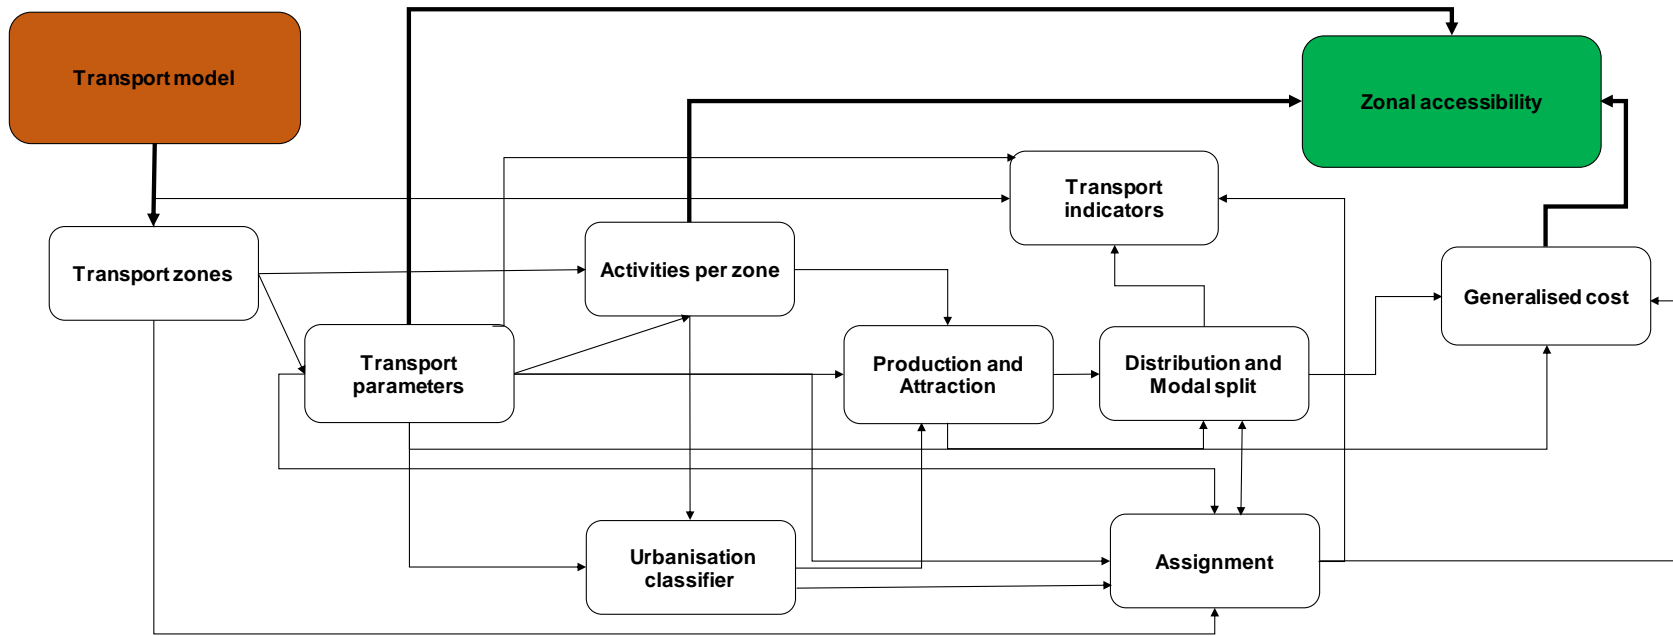 Transport model
Zonal accessibility
Transport
indicators
Transport zones
Activities per zone
Generalised cost
Transport
parameters
Production and
Attraction
Distribution and
Modal split
Urbanisation
classifier
Assignment